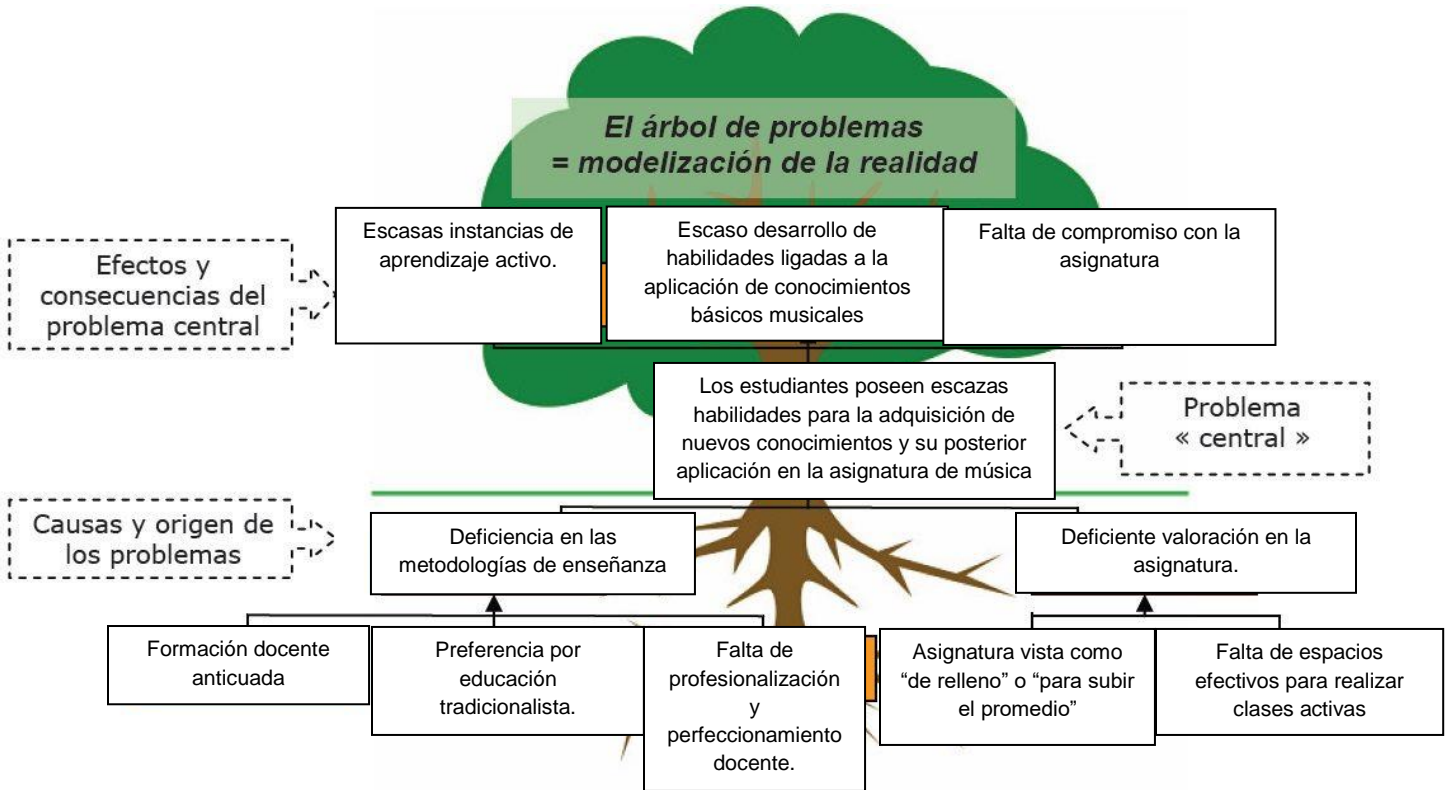 El árbol de problemas
= modelización de la realidad
Escasas instancias de
aprendizaje activo.
Escaso desarrollo de
habilidades ligadas a la
aplicación de conocimientos
básicos musicales
Falta de compromiso con la
asignatura
Efectos y
consecuencias del
problema central
Los estudiantes poseen escazas
habilidades para la adquisición de
nuevos conocimientos y su posterior
aplicación en la asignatura de música
Problema
« central »
Causas y origen de
los problemas
Deficiencia en las
metodologías de enseñanza
Deficiente valoración en la
asignatura.
Formación docente
anticuada
Preferencia por
educación
tradicionalista.
Falta de
profesionalización
y
perfeccionamiento
docente.
Asignatura vista como
“de relleno” o “para subir
el promedio”
Falta de espacios
efectivos para realizar
clases activas